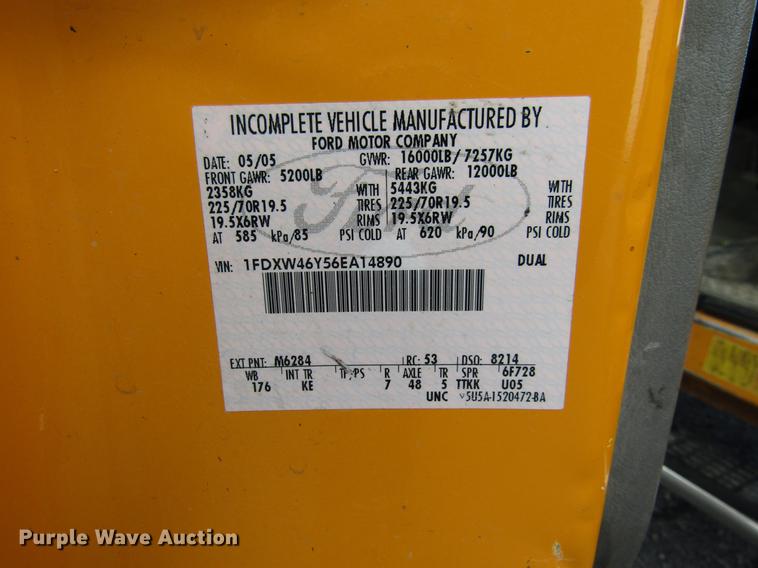 INCOMPLETE VEHICLE MANUFACTURED BY
FORD MOTOR COMPANY
DATE: 05/05 GVWR: 16000LB/7257KG
FRONT GAWR: 5200LB REAR GAWR: 12000LB
2358KG WITH 5443KG WITH
225/70R19.5 TIRES 225/70R19.5 TIRES
19.5X6RW RIMS 19.5X6RW RIMS
AT 585 kPa/85 PSI COLD AT 620 kPa/90 PSI COLD
Ford
VIN: 1FDXW46Y56EA14890 DUAL
EXT PNT: M6284 RC: 53 DSO: 8214
WB INT TR TP/PS R AXLE TR SPR 6F728
176 KE 7 48 5 TTKK U05
UNC v5U5A-1520472-BA
Purple Wave Auction